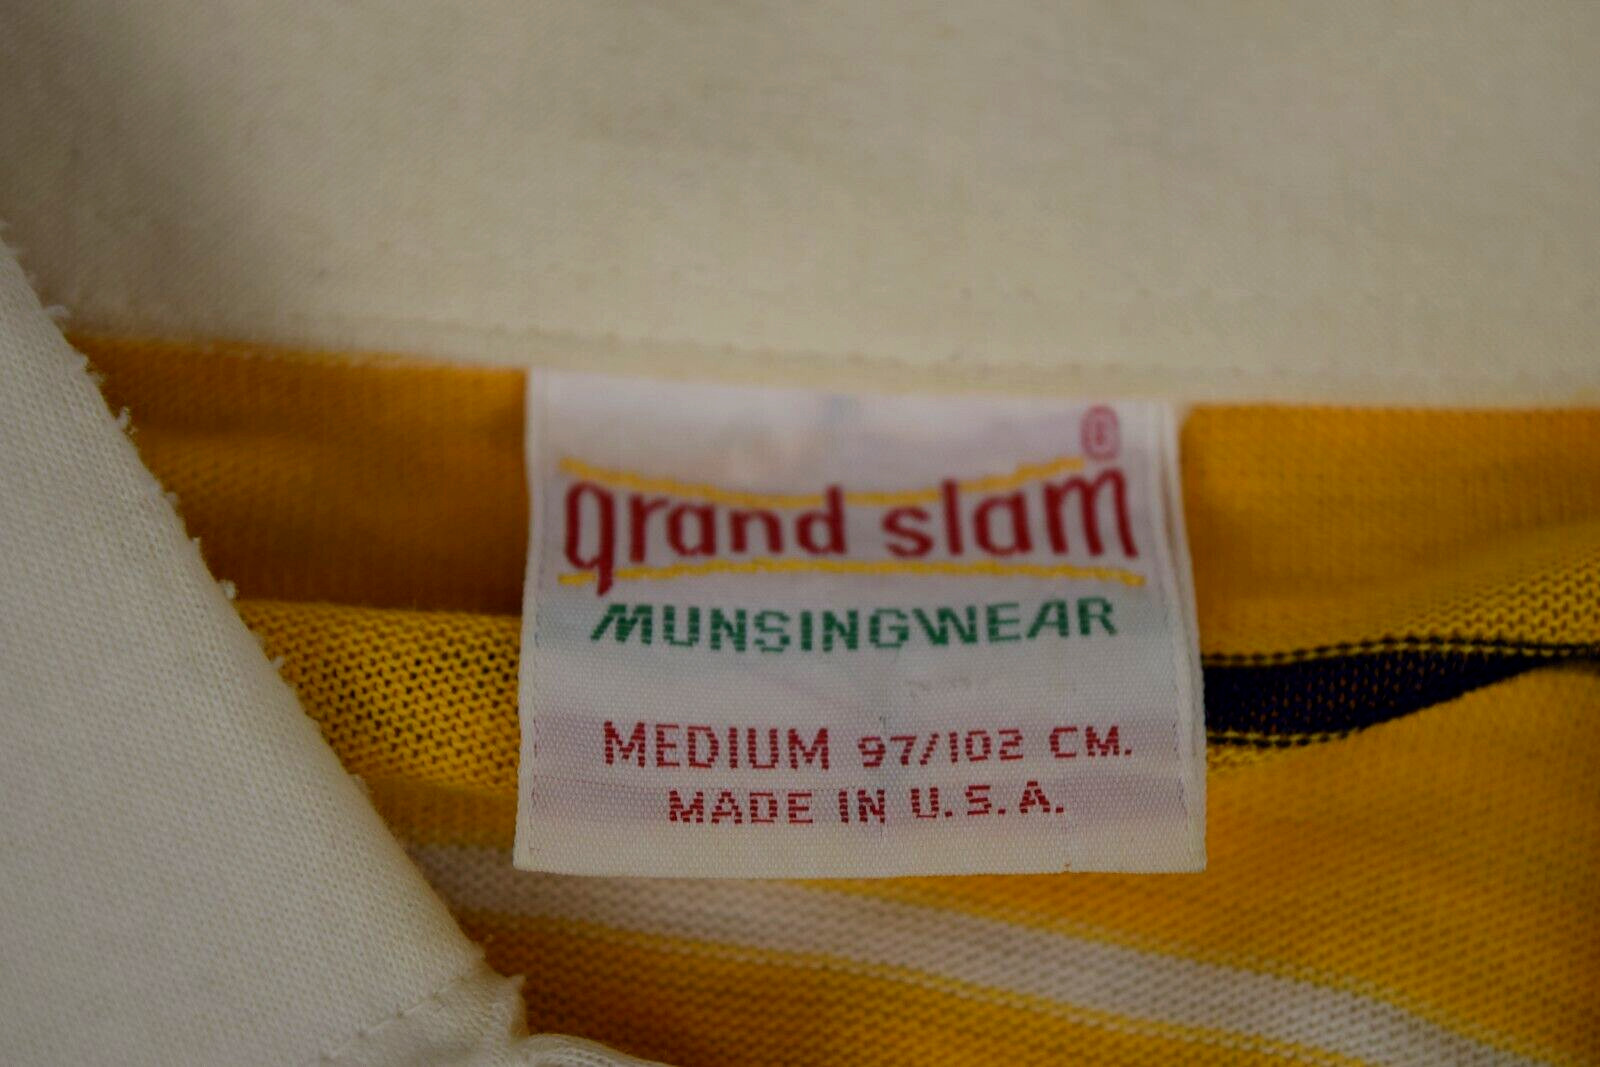 ®
grand slam
MUNSINGWEAR
MEDIUM 97/102 CM.
MADE IN U.S.A.